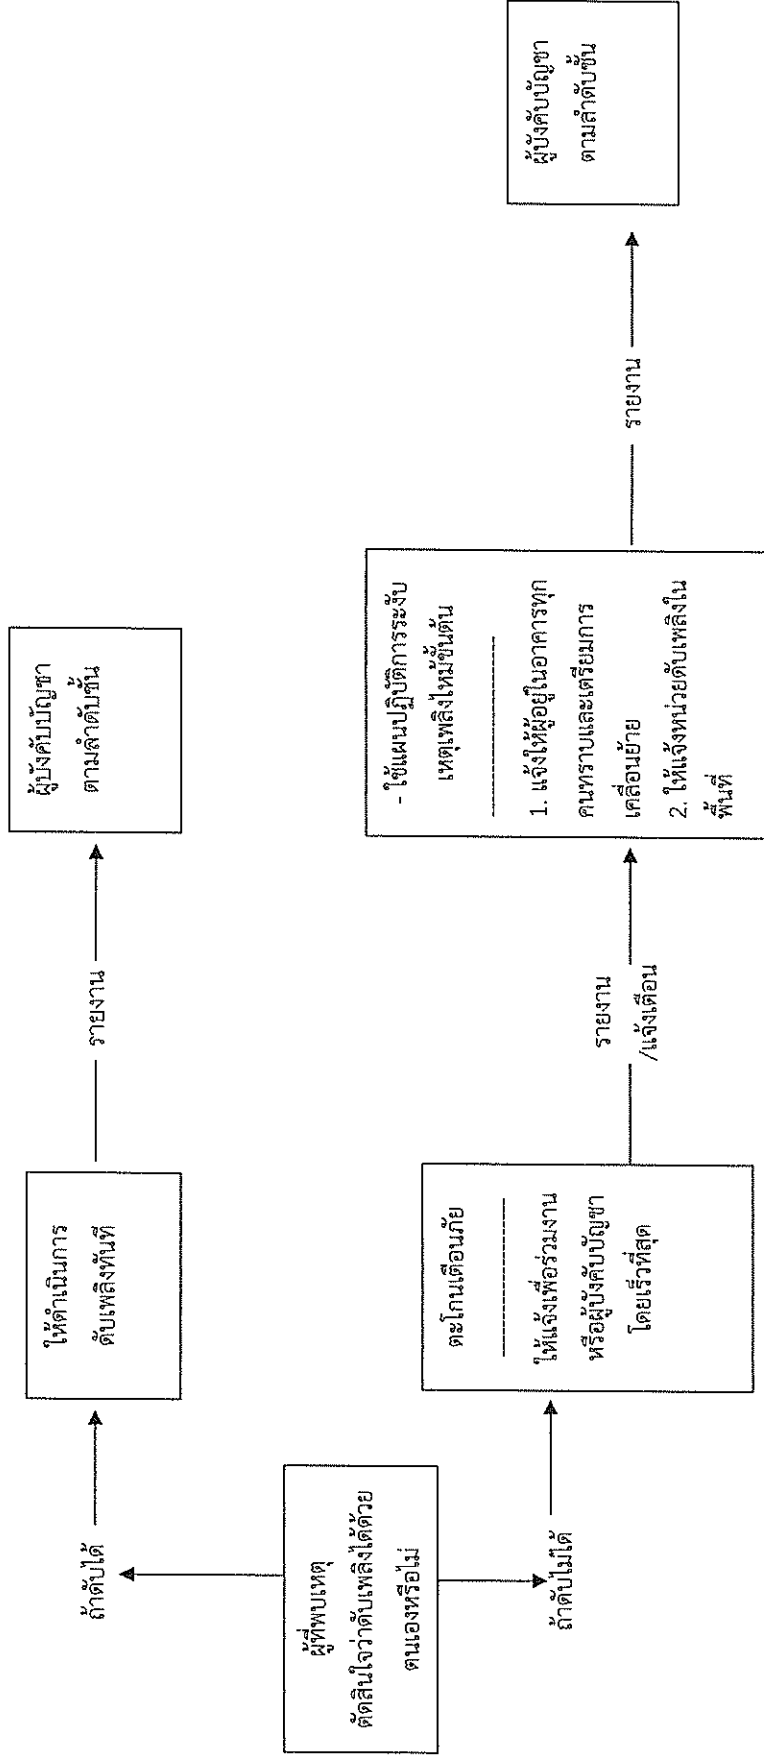 ผู้ที่พบเหตุ
ตัดสินใจว่าดับเพลิงได้ด้วย
ตนเองหรือไม่
ถ้าดับได้
ให้ดำเนินการ
ดับเพลิงทันที
รายงาน
ผู้บังคับบัญชา
ตามลำดับชั้น
ถ้าดับไม่ได้
ตะโกนเตือนภัย
ให้แจ้งเพื่อร่วมงาน
หรือผู้บังคับบัญชา
โดยเร็วที่สุด
รายงาน
/แจ้งเตือน
- ใช้แผนปฏิบัติการระงับ
เหตุเพลิงไหม้ขั้นต้น
1. แจ้งให้ผู้อยู่ในอาคารทุก
คนทราบและเตรียมการ
เคลื่อนย้าย
2. ให้แจ้งหน่วยดับเพลิงใน
พื้นที่
รายงาน
ผู้บังคับบัญชา
ตามลำดับชั้น